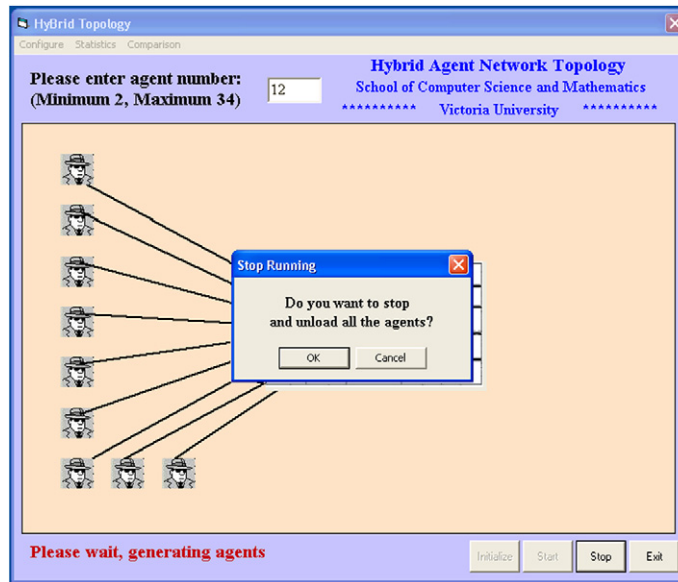 HyBrid Topology
Configure Statistics Comparison
Please enter agent number:
(Minimum 2, Maximum 34)
12
Hybrid Agent Network Topology
School of Computer Science and Mathematics
********** Victoria University **********
Stop Running
Do you want to stop
and unload all the agents?
OK Cancel
Please wait, generating agents
Initialize Start Stop Exit